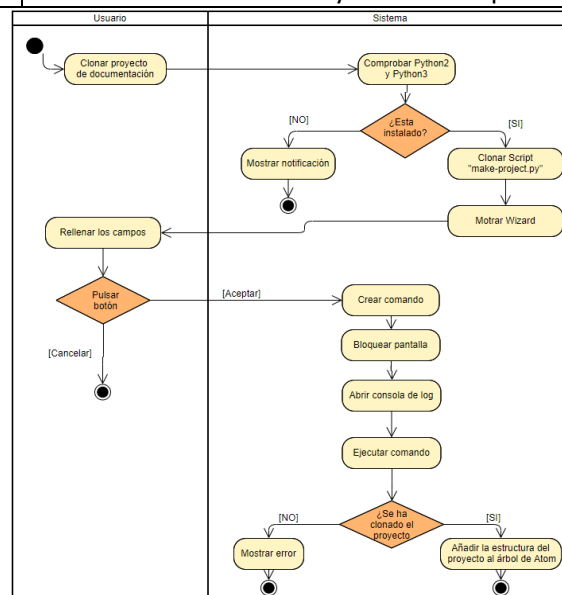 Usuario
Sistema
Clonar proyecto
de documentación
Comprobar Python2
y Python3
¿Esta
instalado?
[NO]
[SI]
Mostrar notificación
Clonar Script
"make-project.py"
Motrar Wizard
Rellenar los campos
Pulsar
botón
[Aceptar]
[Cancelar]
Crear comando
Bloquear pantalla
Abrir consola de log
Ejecutar comando
¿Se ha
clonado el
proyecto
[NO]
[SI]
Mostrar error
Añadir la estructura del
proyecto al árbol de Atom